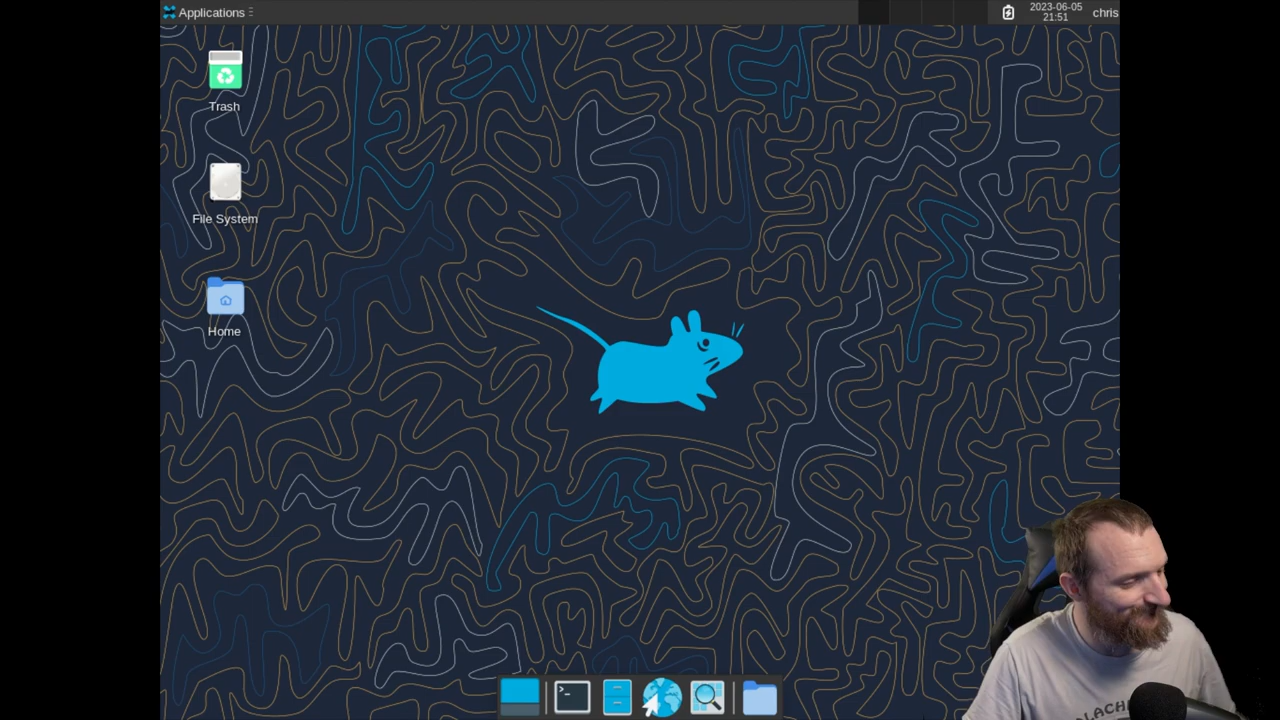 Applications
2023-06-05
21:51
chris
Trash
File System
Home
>_